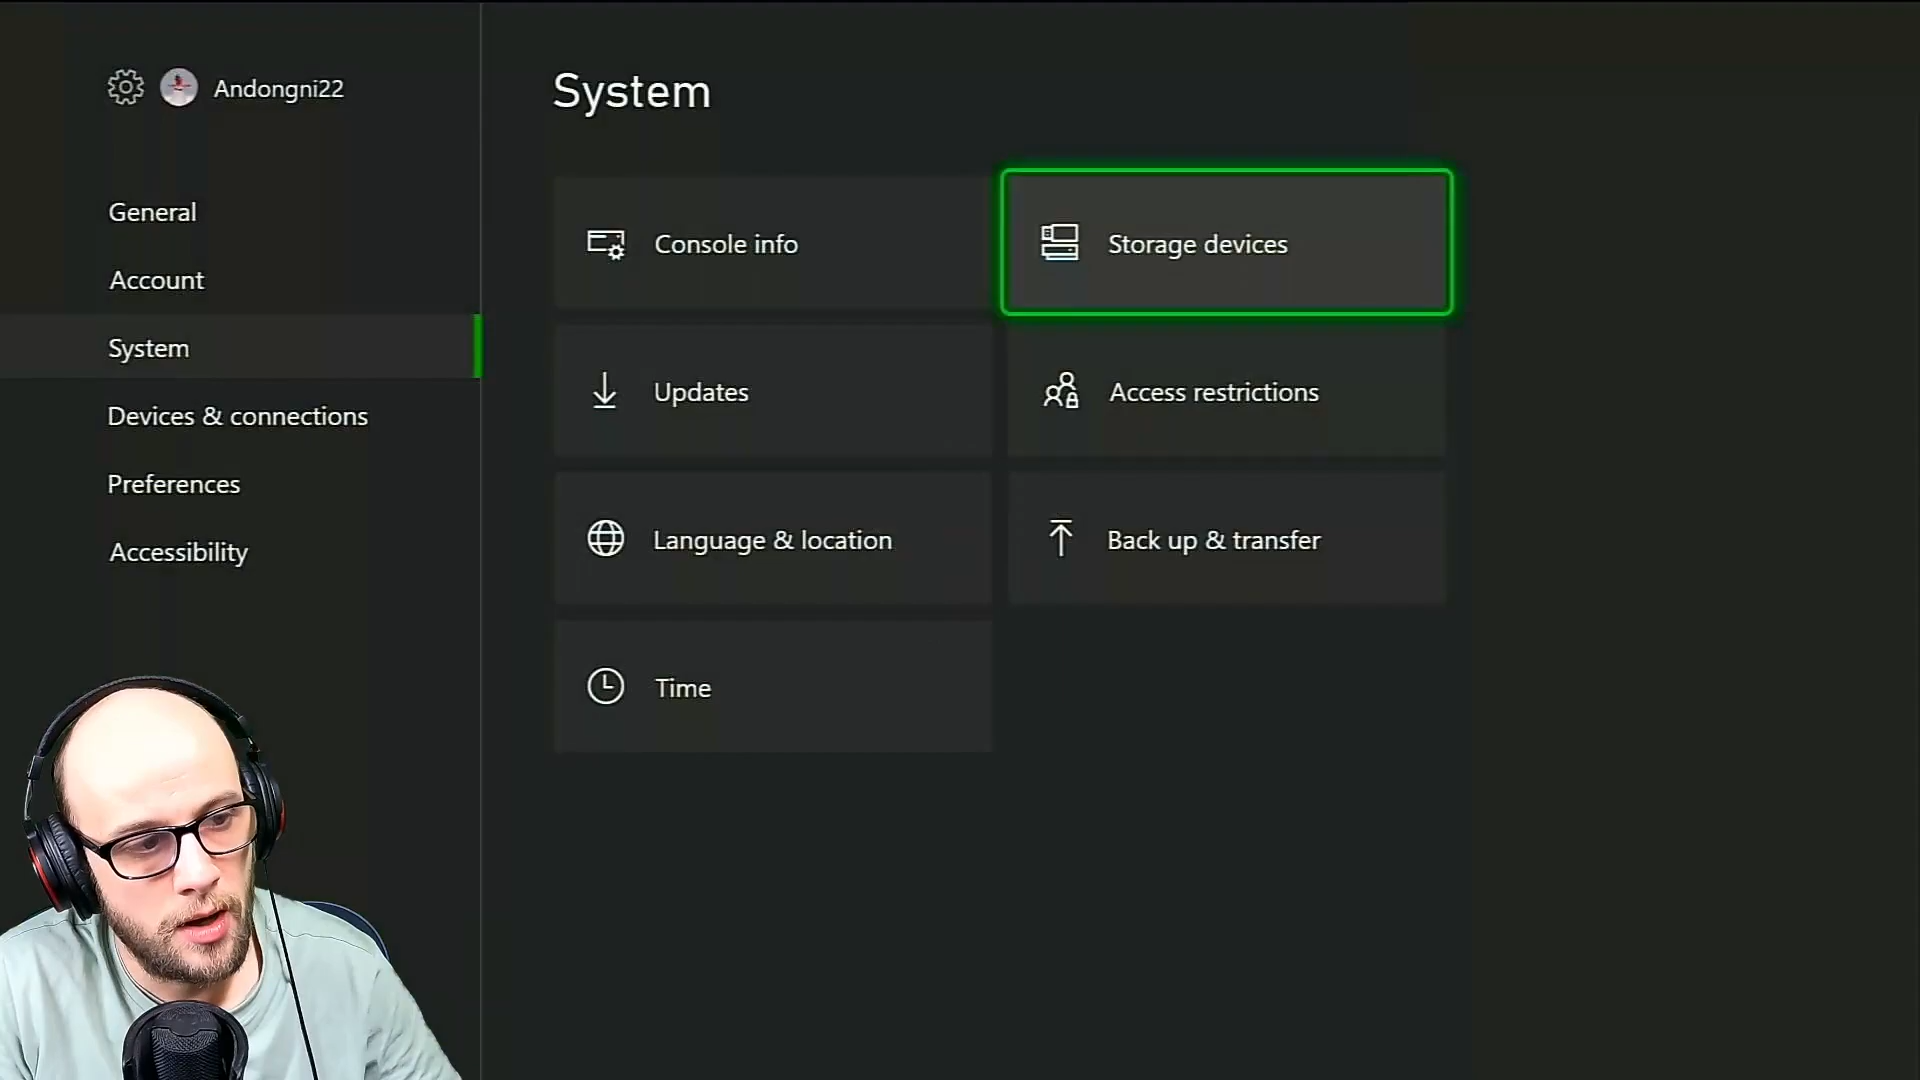 Andongni22
General
Account
System
Devices & connections
Preferences
Accessibility
System
Console info
Storage devices
Updates
Access restrictions
Language & location
Back up & transfer
Time